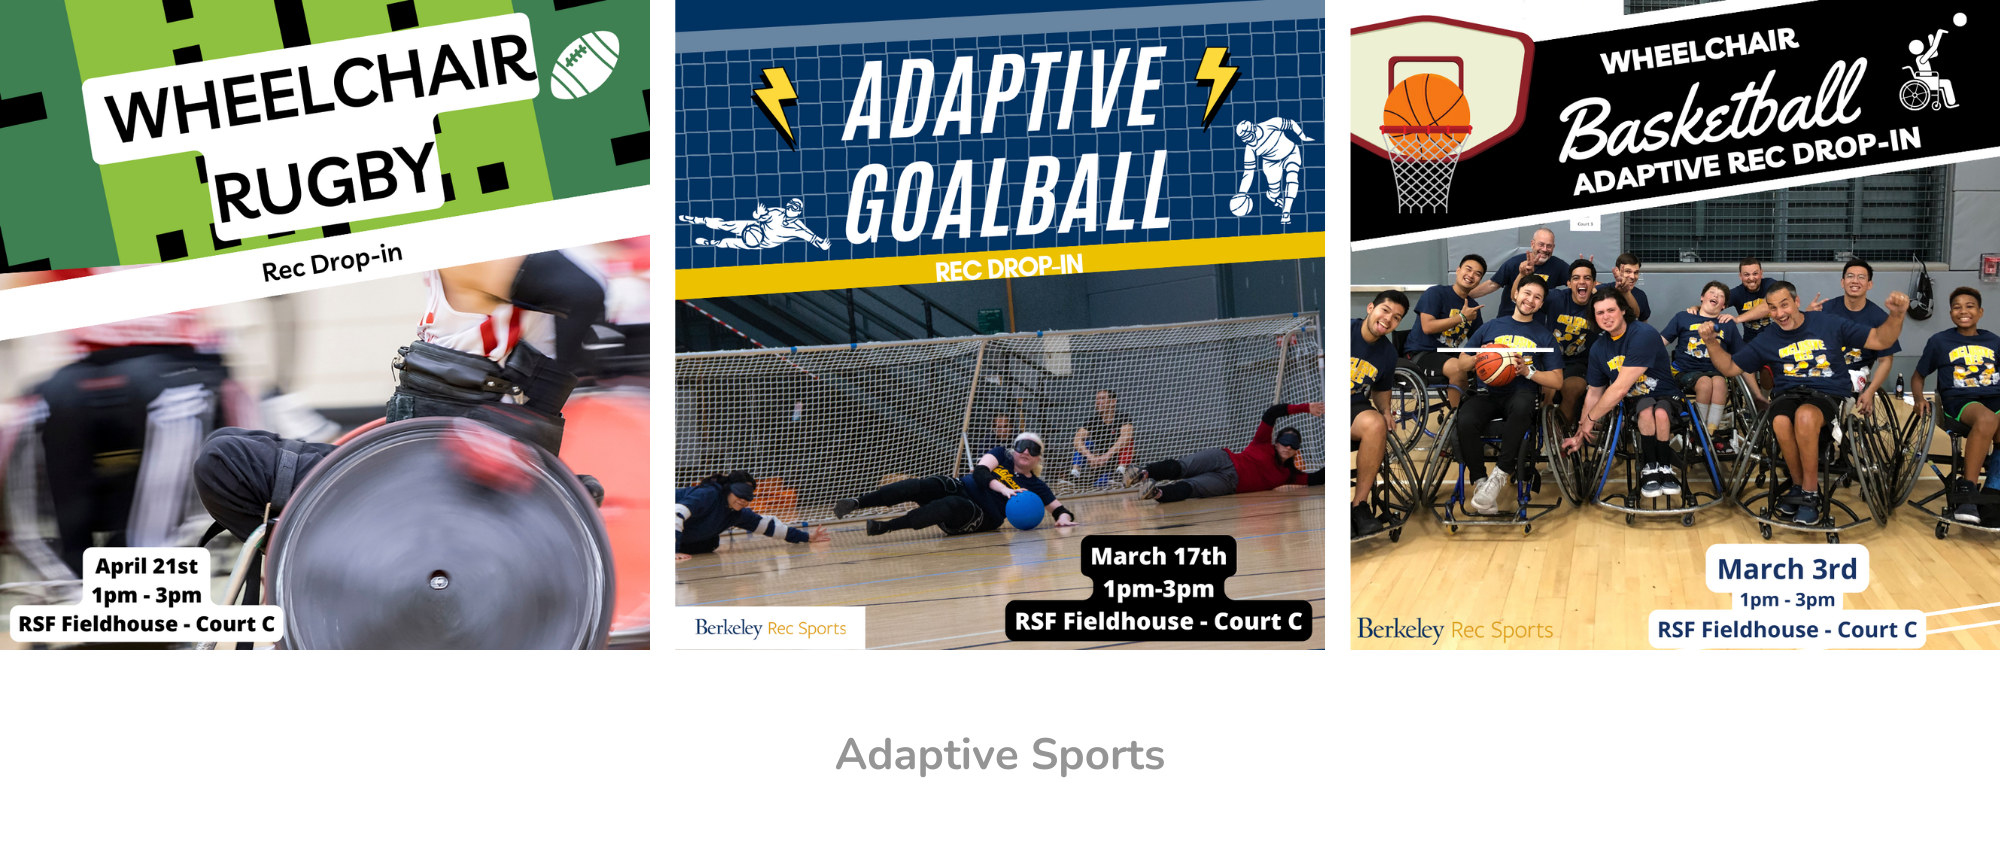 WHEELCHAIR
RUGBY
Rec Drop-in
April 21st
1pm - 3pm
RSF Fieldhouse - Court C
ADAPTIVE
GOALBALL
REC DROP-IN
March 17th
1pm-3pm
RSF Fieldhouse - Court C
Berkeley Rec Sports
WHEELCHAIR
Basketball
ADAPTIVE REC DROP-IN
Court B
March 3rd
1pm - 3pm
RSF Fieldhouse - Court C
Berkeley Rec Sports
Adaptive Sports